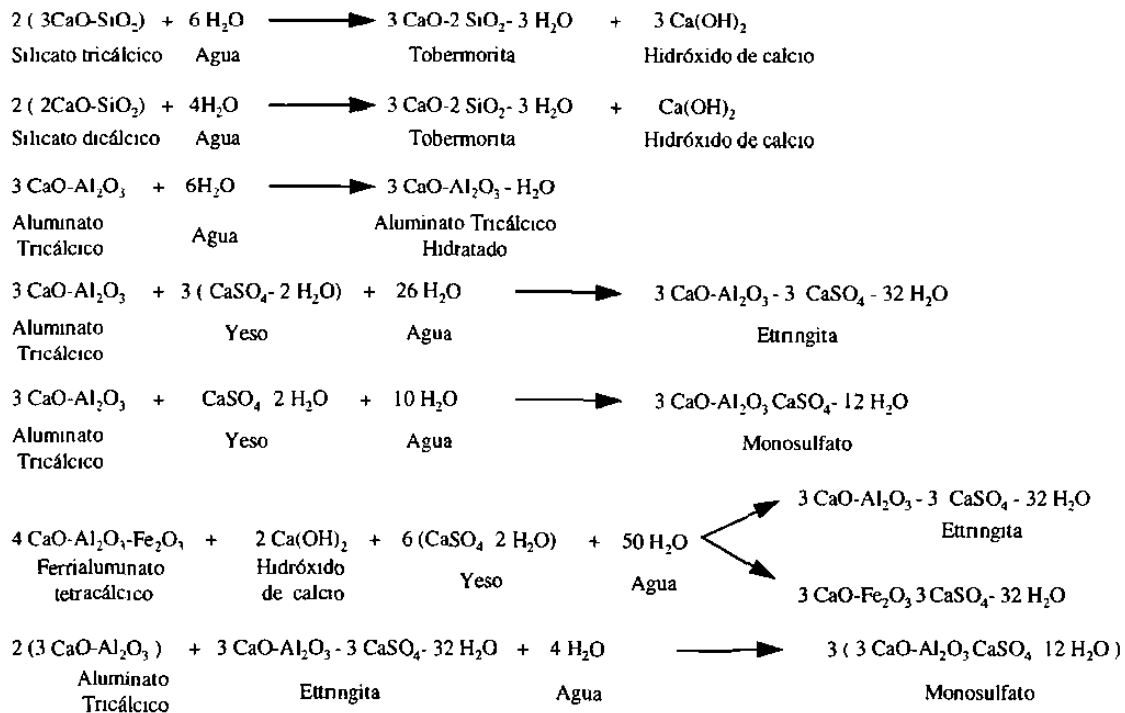 2 ( 3CaO-SiO₂) + 6 H₂O ⟶ 3 CaO-2 SiO₂- 3 H₂O + 3 Ca(OH)₂
Silicato tricálcico Agua Tobermorita Hidróxido de calcio
2 ( 2CaO-SiO₂) + 4H₂O ⟶ 3 CaO-2 SiO₂- 3 H₂O + Ca(OH)₂
Silicato dicálcico Agua Tobermorita Hidróxido de calcio
3 CaO-Al₂O₃ + 6H₂O ⟶ 3 CaO-Al₂O₃ - H₂O
Aluminato Agua Aluminato Tricálcico
Tricálcico Hidratado
3 CaO-Al₂O₃ + 3 ( CaSO₄- 2 H₂O) + 26 H₂O ⟶ 3 CaO-Al₂O₃ - 3 CaSO₄ - 32 H₂O
Aluminato Yeso Agua Ettringita
Tricálcico
3 CaO-Al₂O₃ + CaSO₄ 2 H₂O + 10 H₂O ⟶ 3 CaO-Al₂O₃ CaSO₄- 12 H₂O
Aluminato Yeso Agua Monosulfato
Tricálcico
3 CaO-Al₂O₃ - 3 CaSO₄ - 32 H₂O
Ettringita
4 CaO-Al₂O₃-Fe₂O₃ + 2 Ca(OH)₂ + 6 (CaSO₄ 2 H₂O) + 50 H₂O
Ferrialuminato Hidróxido Yeso Agua
tetracálcico de calcio
3 CaO-Fe₂O₃ 3 CaSO₄- 32 H₂O
2 (3 CaO-Al₂O₃ ) + 3 CaO-Al₂O₃ - 3 CaSO₄- 32 H₂O + 4 H₂O ⟶ 3 ( 3 CaO-Al₂O₃ CaSO₄ 12 H₂O )
Aluminato Ettringita Agua Monosulfato
Tricálcico